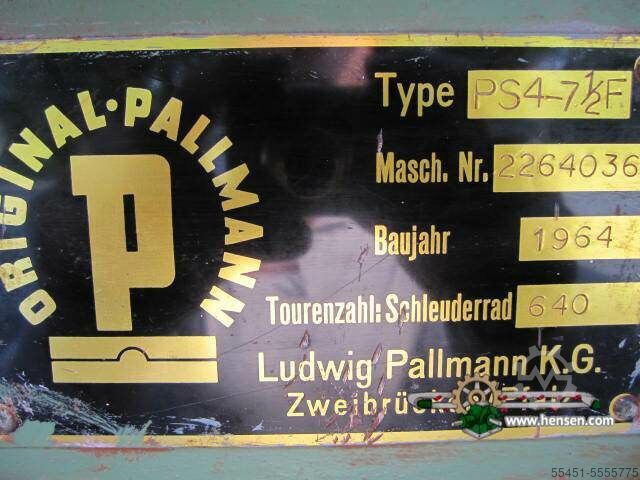 ORIGINAL·PALLMANN
P
Type PS4-7½F
Masch. Nr. 2264036
Baujahr 1964
Tourenzahl: Schleuderrad 640
Ludwig Pallmann K.G.
www.hensen.com
55451-5555775